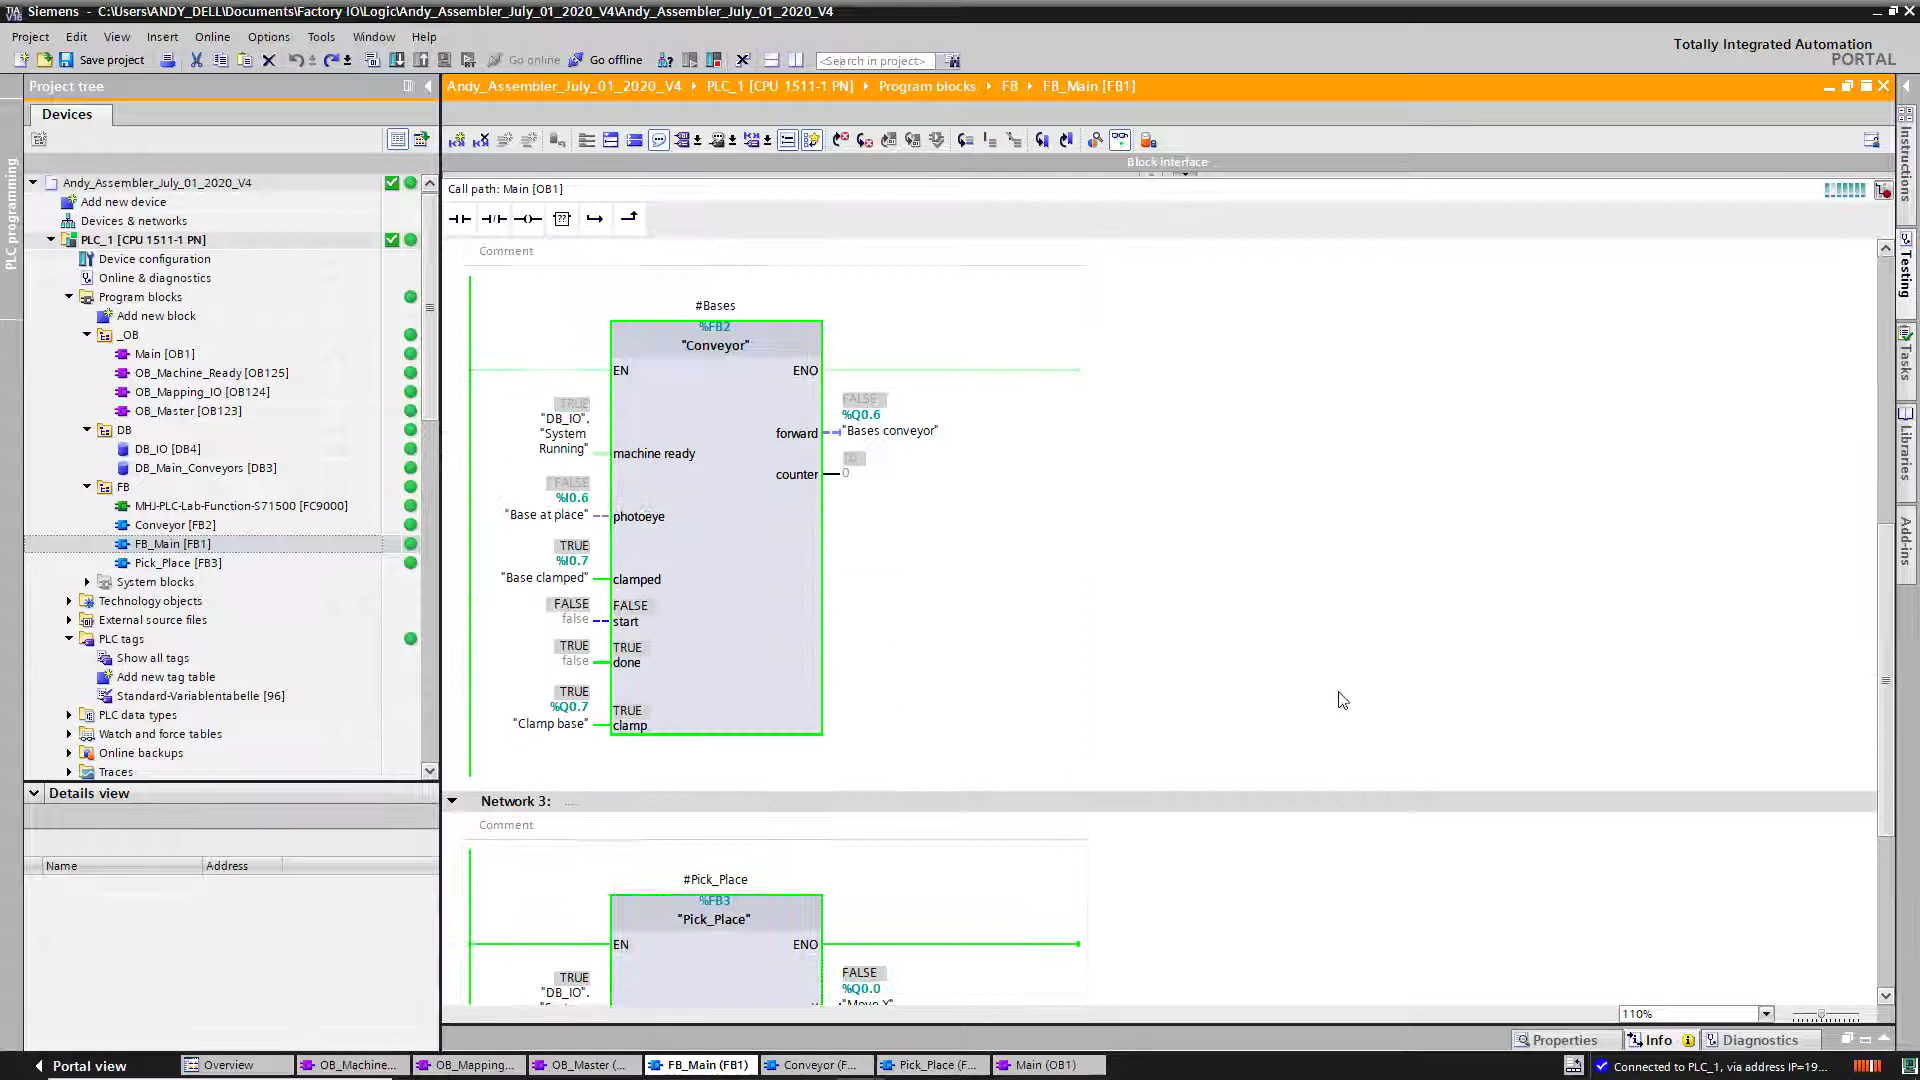 Siemens - C:\Users\ANDY_DELL\Documents\Factory IO\Logic\Andy_Assembler_July_01_2020_V4\Andy_Assembler_July_01_2020_V4
Project Edit View Insert Online Options Tools Window Help
Totally Integrated Automation
PORTAL
Save project
Go online
Go offline
<Search in project>
Project tree
Andy_Assembler_July_01_2020_V4 PLC_1 [CPU 1511-1 PN] Program blocks FB FB_Main [FB1]
Devices
PLC programming
Block interface
Call path: Main [OB1]
Andy_Assembler_July_01_2020_V4
Add new device
Devices & networks
PLC_1 [CPU 1511-1 PN]
Device configuration
Online & diagnostics
Program blocks
Add new block
_OB
Main [OB1]
OB_Machine_Ready [OB125]
OB_Mapping_IO [OB124]
OB_Master [OB123]
DB
DB_IO [DB4]
DB_Main_Conveyors [DB3]
FB
MHJ-PLC-Lab-Function-S71500 [FC9000]
Conveyor [FB2]
FB_Main [FB1]
Pick_Place [FB3]
System blocks
Technology objects
External source files
PLC tags
Show all tags
Add new tag table
Standard-Variablentabelle [96]
PLC data types
Watch and force tables
Online backups
Traces
Details view
Name Address
Comment
#Bases
%FB2
"Conveyor"
EN ENO
TRUE
"DB_IO".
"System
Running"
machine ready
FALSE
%I0.6
"Base at place"
photoeye
TRUE
%I0.7
"Base clamped"
clamped
FALSE
false
FALSE
start
TRUE
false
TRUE
done
TRUE
%Q0.7
"Clamp base"
TRUE
clamp
FALSE
%Q0.6
forward
"Bases conveyor"
counter
0
Network 3: .....
Comment
#Pick_Place
%FB3
"Pick_Place"
EN ENO
TRUE
"DB_IO".
FALSE
%Q0.0
"Move X"
110%
Instructions
Testing
Tasks
Libraries
Add-ins
Properties Info Diagnostics
Portal view Overview OB_Machine... OB_Mapping... OB_Master (... FB_Main (FB1) Conveyor (F... Pick_Place (F... Main (OB1)
Connected to PLC_1, via address IP=19...